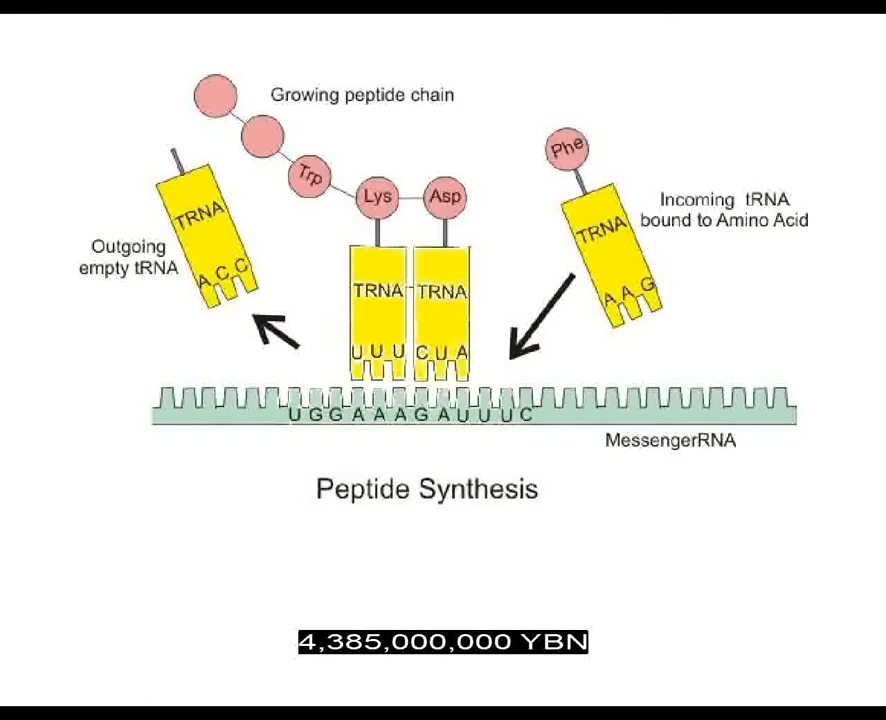 Growing peptide chain
Phe
Trp
Lys
Asp
Incoming tRNA
bound to Amino Acid
TRNA
TRNA
Outgoing
empty tRNA
A C C
TRNA
TRNA
A A G
U U U
C U A
U G G A A A G A U U U C
MessengerRNA
Peptide Synthesis
4,385,000,000 YBN